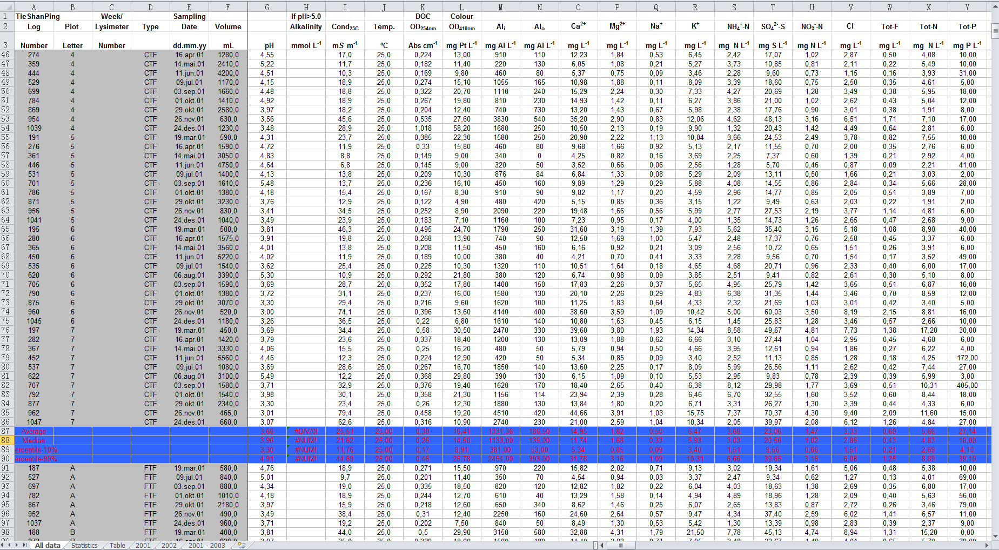 A B C D E F G H I J K L M N O P Q R S T U V W X Y
1 TieShanPing Week/ Sampling If pH>5.0 DOC Colour
2 Log Plot Lysimeter Type Date Volume Alkalinity Cond25C Temp. OD254nm OD410nm Ali Alo Ca2+ Mg2+ Na+ K+ NH4+-N SO42--S NO3--N Cl- Tot-F Tot-N Tot-P
3 Number Letter Number dd.mm.yy mL pH mmol L-1 mS m-1 ºC Abs cm-1 mg Pt L-1 mg Al L-1 mg Al L-1 mg L-1 mg L-1 mg L-1 mg L-1 mg N L-1 mg S L-1 mg N L-1 mg L-1 mg L-1 mg N L-1 mg P L-1
46 274 4 CTF 16.apr.01 1280,0 4,55 17,0 25,0 0,224 13,00 910 110 12,23 1,84 0,53 6,45 2,42 17,07 1,02 2,87 0,50 4,08 10,00
47 359 4 CTF 14.mai.01 2410,0 5,22 11,7 25,0 0,182 11,40 220 130 6,05 1,08 0,21 5,27 3,73 10,85 0,81 2,11 0,22 5,49 10,00
48 444 4 CTF 11.jun.01 4200,0 4,51 10,3 25,0 0,169 9,80 460 80 5,37 0,75 0,09 3,46 2,28 9,60 0,73 1,15 0,16 3,93 31,00
49 529 4 CTF 09.jul.01 1170,0 4,15 18,9 25,0 0,274 15,10 1055 165 10,98 1,88 0,11 8,09 3,39 18,60 0,75 2,50 0,35 4,61 5,00
50 699 4 CTF 03.sep.01 1660,0 4,48 18,8 25,0 0,322 20,70 1110 240 15,29 2,24 0,30 7,33 4,27 20,69 1,28 3,49 0,38 5,95 18,00
51 784 4 CTF 01.okt.01 1410,0 4,92 18,9 25,0 0,267 19,80 810 230 14,93 1,42 0,11 6,27 3,86 21,00 1,02 2,62 0,43 5,04 12,00
52 869 4 CTF 29.okt.01 2580,0 3,97 18,2 25,0 0,204 12,40 740 730 13,20 1,43 0,67 5,98 2,38 17,76 0,90 3,01 0,38 1,91 8,00
53 954 4 CTF 26.nov.01 630,0 3,56 45,6 25,0 0,535 27,60 3830 540 35,20 2,90 0,83 12,06 4,62 48,13 3,16 6,51 1,71 7,10 17,00
54 1039 4 CTF 24.des.01 1230,0 3,48 28,9 25,0 1,018 58,20 1680 250 10,50 2,13 0,19 9,90 1,32 20,43 1,42 4,49 0,64 2,81 6,00
55 191 5 CTF 19.mar.01 590,0 4,31 23,7 25,0 0,385 22,30 1580 250 20,90 2,22 1,13 10,04 3,66 24,53 2,49 3,78 0,82 7,55 10,00
56 276 5 CTF 16.apr.01 1590,0 4,72 11,9 25,0 0,33 15,80 460 80 9,68 1,66 0,92 5,13 2,17 11,55 0,70 2,00 0,35 2,76 6,00
57 361 5 CTF 14.mai.01 3050,0 4,83 8,8 25,0 0,149 9,00 340 0 4,25 0,82 0,16 3,69 2,25 7,37 0,60 1,39 0,21 2,92 4,00
58 446 5 CTF 11.jun.01 4750,0 4,64 6,8 25,0 0,145 9,00 320 50 3,52 0,66 0,06 2,56 1,28 5,70 0,46 0,87 0,09 2,21 41,00
59 531 5 CTF 09.jul.01 1400,0 4,13 13,8 25,0 0,209 10,30 876 84 6,84 1,33 0,08 5,29 2,09 13,11 0,50 1,66 0,21 3,03 2,00
60 701 5 CTF 03.sep.01 1610,0 5,48 13,7 25,0 0,236 16,10 450 160 9,89 1,29 0,29 5,88 4,08 14,55 0,86 2,84 0,34 5,66 28,00
61 786 5 CTF 01.okt.01 1380,0 4,18 15,4 25,0 0,167 8,30 910 90 9,82 1,17 0,20 4,59 2,96 14,77 0,85 2,05 0,51 3,89 7,00
62 871 5 CTF 29.okt.01 3230,0 3,76 12,9 25,0 0,122 4,90 480 420 5,15 0,85 0,36 3,15 1,22 9,49 0,63 2,03 0,22 1,91 2,00
63 956 5 CTF 26.nov.01 830,0 3,41 34,5 25,0 0,252 8,90 2090 220 19,48 1,66 0,56 5,99 2,77 27,53 2,19 3,77 1,14 4,81 6,00
64 1041 5 CTF 24.des.01 1040,0 3,49 23,9 25,0 0,183 7,10 1160 100 7,23 0,95 0,17 4,00 1,35 14,73 1,26 2,65 0,47 2,68 9,00
65 195 6 CTF 19.mar.01 500,0 3,81 46,3 25,0 0,495 24,70 1790 250 31,60 3,19 1,39 7,93 5,62 35,40 3,15 5,18 1,08 8,90 40,00
66 280 6 CTF 16.apr.01 1575,0 3,91 19,8 25,0 0,268 13,90 740 90 12,50 1,69 1,00 5,47 2,48 17,37 0,76 2,58 0,45 3,37 6,00
67 365 6 CTF 14.mai.01 3560,0 4,01 13,8 25,0 0,208 11,50 450 160 6,16 0,92 0,21 3,09 2,56 10,72 0,65 1,51 0,26 3,91 6,00
68 450 6 CTF 11.jun.01 5220,0 4,02 11,9 25,0 0,189 10,00 380 40 4,21 0,70 0,41 3,33 2,28 9,56 0,70 1,54 0,17 3,52 49,00
69 535 6 CTF 09.jul.01 1540,0 3,62 25,4 25,0 0,225 10,30 1320 110 10,51 1,64 0,18 4,65 4,68 20,71 0,96 2,33 0,40 6,00 17,00
70 620 6 CTF 06.aug.01 3390,0 5,30 10,9 25,0 0,292 21,80 380 120 6,74 0,98 0,09 3,85 2,51 9,41 0,82 2,61 0,30 5,10 8,00
71 705 6 CTF 03.sep.01 1590,0 3,69 28,7 25,0 0,352 17,80 1400 150 17,83 2,26 0,37 5,65 4,95 25,79 1,42 3,65 0,51 6,87 16,00
72 790 6 CTF 01.okt.01 1380,0 3,72 31,1 25,0 0,237 16,00 1580 130 20,10 2,26 0,29 4,83 6,38 31,35 1,44 3,46 0,70 8,59 12,00
73 875 6 CTF 29.okt.01 3070,0 3,30 29,4 25,0 0,216 9,60 1620 100 11,25 1,83 0,64 4,33 2,32 21,69 1,03 3,01 0,42 3,40 5,00
74 960 6 CTF 26.nov.01 520,0 3,00 74,1 25,0 0,396 13,60 4140 400 38,60 3,59 1,09 10,42 5,00 60,03 3,50 8,19 2,15 8,81 16,00
75 1045 6 CTF 24.des.01 1180,0 3,26 36,5 25,0 0,22 6,80 1610 140 10,80 1,63 0,45 6,15 1,45 25,83 1,28 3,46 0,57 2,66 10,00
76 197 7 CTF 19.mar.01 450,0 3,69 34,4 25,0 0,58 30,50 2470 330 39,60 3,80 1,93 14,34 8,58 49,67 4,81 7,73 1,38 17,20 30,00
77 282 7 CTF 16.apr.01 1420,0 3,79 23,6 25,0 0,337 18,40 1200 130 13,09 1,88 0,62 6,66 3,10 27,44 1,04 2,95 0,45 4,60 6,00
78 367 7 CTF 14.mai.01 3330,0 4,06 15,5 25,0 0,25 16,20 480 50 5,79 0,94 0,50 4,66 3,95 12,61 0,94 1,86 0,27 6,22 4,00
79 452 7 CTF 11.jun.01 5560,0 4,46 12,3 25,0 0,224 12,90 420 50 5,34 0,85 0,09 3,40 2,52 11,13 0,85 1,28 0,18 4,25 172,00
80 537 7 CTF 09.jul.01 1080,0 3,69 28,6 25,0 0,267 16,70 1850 140 13,60 2,25 0,17 8,09 5,99 26,56 1,11 2,62 0,42 7,44 27,00
81 622 7 CTF 06.aug.01 3100,0 5,49 12,2 25,0 0,368 29,80 390 130 6,15 1,09 0,10 5,53 2,95 9,83 0,78 2,39 0,39 5,99 3,00
82 707 7 CTF 03.sep.01 1580,0 3,71 32,9 25,0 0,376 19,40 1620 170 18,40 2,65 0,40 6,38 8,12 29,98 1,77 3,69 0,51 10,31 405,00
83 792 7 CTF 01.okt.01 1540,0 3,98 30,1 25,0 0,358 21,30 1156 114 23,94 2,39 0,28 6,46 6,70 32,55 1,60 3,52 0,60 8,44 18,00
84 877 7 CTF 29.okt.01 2340,0 3,30 23,4 25,0 0,26 12,30 1880 130 13,84 1,80 0,20 6,71 3,31 26,27 1,30 3,39 0,44 4,33 6,00
85 962 7 CTF 26.nov.01 465,0 3,01 79,4 25,0 0,458 19,20 4510 420 44,66 3,91 1,03 15,75 7,37 70,37 4,30 9,40 2,09 11,60 15,00
86 1047 7 CTF 24.des.01 660,0 3,07 62,6 25,0 0,316 10,90 2740 230 21,00 2,59 1,04 10,34 2,05 39,97 2,08 6,12 1,26 4,84 27,00
87 Average 3,66 #DIV/0! 25,51 25,00 0,30 16,41 1331,36 186,50 14,95 1,82 0,50 6,47 3,66 23,06 1,47 3,33 0,60 5,66 27,14
88 Median 3,96 #NUM! 21,62 25,00 0,26 14,50 1133,00 135,00 11,74 1,68 0,33 5,93 3,03 20,56 1,02 2,86 0,43 4,83 10,00
89 ercentile-10% 3,30 #NUM! 11,76 25,00 0,17 8,91 381,00 53,00 5,34 0,85 0,09 3,40 1,51 9,56 0,66 1,51 0,21 2,69 4,10
90 ercentile-90% 4,91 #NUM! 44,69 25,00 0,46 25,78 2454,00 393,00 31,78 3,16 1,09 10,31 6,66 39,65 3,16 6,08 1,25 8,89 39,10
91 187 A FTF 19.mar.01 580,0 4,76 18,9 25,0 0,271 15,50 970 220 15,82 2,02 0,71 9,13 3,02 19,34 1,61 5,06 0,48 5,38 10,00
92 527 A FTF 09.jul.01 840,0 5,01 9,7 25,0 0,201 11,40 350 70 4,54 0,94 0,03 3,37 2,47 9,34 0,62 1,27 0,13 4,01 69,00
93 697 A FTF 03.sep.01 880,0 4,34 19,0 25,0 0,335 18,50 820 120 12,82 1,82 0,22 6,04 4,03 18,63 1,38 2,69 0,35 6,80 17,00
94 782 A FTF 01.okt.01 1010,0 4,18 18,9 25,0 0,244 12,70 610 40 13,29 1,58 0,14 4,94 4,89 18,96 1,28 2,09 0,40 5,63 56,00
95 867 A FTF 29.okt.01 2180,0 3,97 15,9 25,0 0,218 12,60 650 340 8,62 1,46 0,25 6,07 2,65 13,83 0,87 2,72 0,26 3,46 79,00
96 952 A FTF 26.nov.01 490,0 3,49 38,4 25,0 0,31 12,40 2250 160 24,60 2,64 0,57 9,47 4,34 37,40 2,59 6,02 1,41 6,57 11,00
97 1037 A FTF 24.des.01 960,0 3,71 19,2 25,0 0,202 7,50 840 50 8,49 1,30 0,53 5,42 1,30 13,39 0,98 2,83 0,39 2,37 9,00
98 188 B FTF 19.mar.01 400,0 3,81 44,0 25,0 0,5 29,90 3150 580 32,88 4,31 1,79 21,50 7,78 45,13 4,74 8,94 1,31 15,20 0,00
All data Statistics Table 2001 2002 2001 - 2003